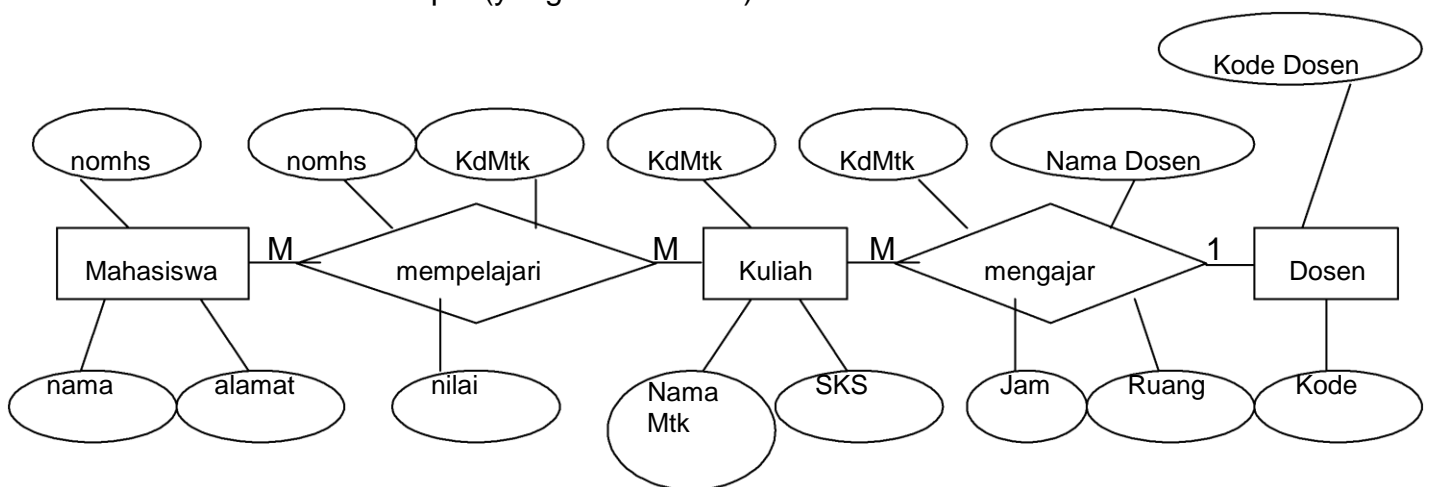 Kode Dosen
nomhs
nomhs
KdMtk
KdMtk
KdMtk
Nama Dosen
Mahasiswa
M
mempelajari
M
Kuliah
M
mengajar
1
Dosen
nama
alamat
nilai
Nama
Mtk
SKS
Jam
Ruang
Kode